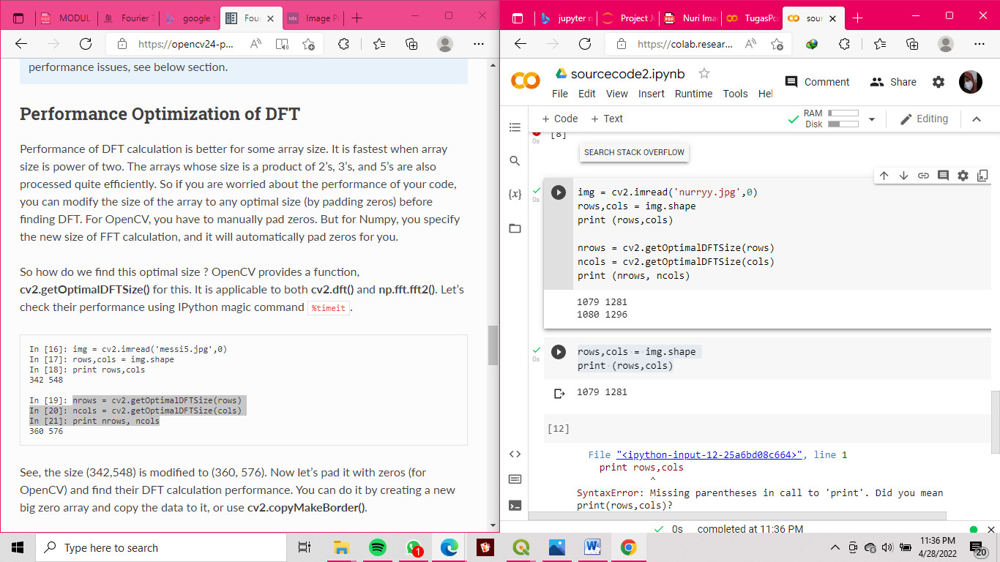 MODUL
Fourier T
google t
Four
Image P
https://opencv24-p...
performance issues, see below section.
Performance Optimization of DFT
Performance of DFT calculation is better for some array size. It is fastest when array
size is power of two. The arrays whose size is a product of 2's, 3's, and 5's are also
processed quite efficiently. So if you are worried about the performance of your code,
you can modify the size of the array to any optimal size (by padding zeros) before
finding DFT. For OpenCV, you have to manually pad zeros. But for Numpy, you specify
the new size of FFT calculation, and it will automatically pad zeros for you.
So how do we find this optimal size ? OpenCV provides a function,
cv2.getOptimalDFTSize() for this. It is applicable to both cv2.dft() and np.fft.fft2(). Let's
check their performance using IPython magic command %timeit.
In [16]: img = cv2.imread('messi5.jpg',0)
In [17]: rows,cols = img.shape
In [18]: print rows,cols
342 548
In [19]: nrows = cv2.getOptimalDFTSize(rows)
In [20]: ncols = cv2.getOptimalDFTSize(cols)
In [21]: print nrows, ncols
360 576
See, the size (342,548) is modified to (360, 576). Now let's pad it with zeros (for
OpenCV) and find their DFT calculation performance. You can do it by creating a new
big zero array and copy the data to it, or use cv2.copyMakeBorder().
jupyter n
Project Ju
Nuri Ima
TugasPc
sour
https://colab.resear...
sourcecode2.ipynb
Comment
Share
File Edit View Insert Runtime Tools Hel
+ Code + Text
RAM
Disk
Editing
[8]
0s
SEARCH STACK OVERFLOW
0s
img = cv2.imread('nurryy.jpg',0)
rows,cols = img.shape
print (rows,cols)
nrows = cv2.getOptimalDFTSize(rows)
ncols = cv2.getOptimalDFTSize(cols)
print (nrows, ncols)
1079 1281
1080 1296
0s
rows,cols = img.shape
print (rows,cols)
1079 1281
[12]
File "<ipython-input-12-25a6bd08c664>", line 1
print rows,cols
^
SyntaxError: Missing parentheses in call to 'print'. Did you mean
print(rows,cols)?
0s completed at 11:36 PM
Type here to search
1
11:36 PM
4/28/2022
20